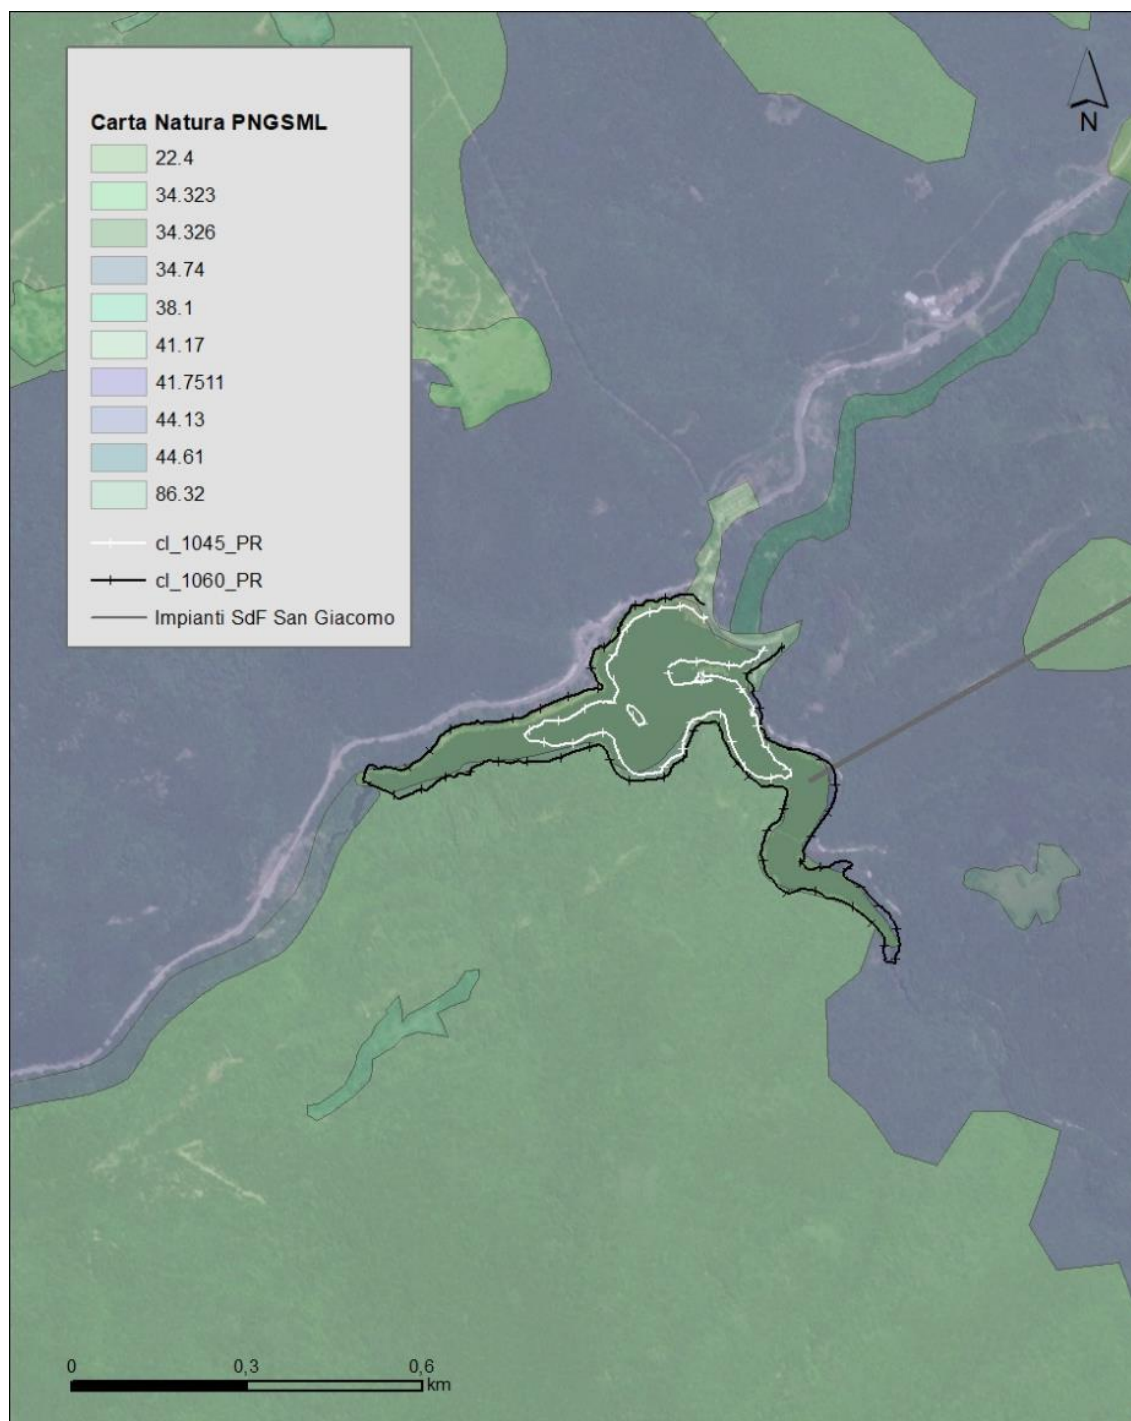 Carta Natura PNGSML
22.4
34.323
34.326
34.74
38.1
41.17
41.7511
44.13
44.61
86.32
cl_1045_PR
cl_1060_PR
Impianti SdF San Giacomo
N
0 0,3 0,6
km